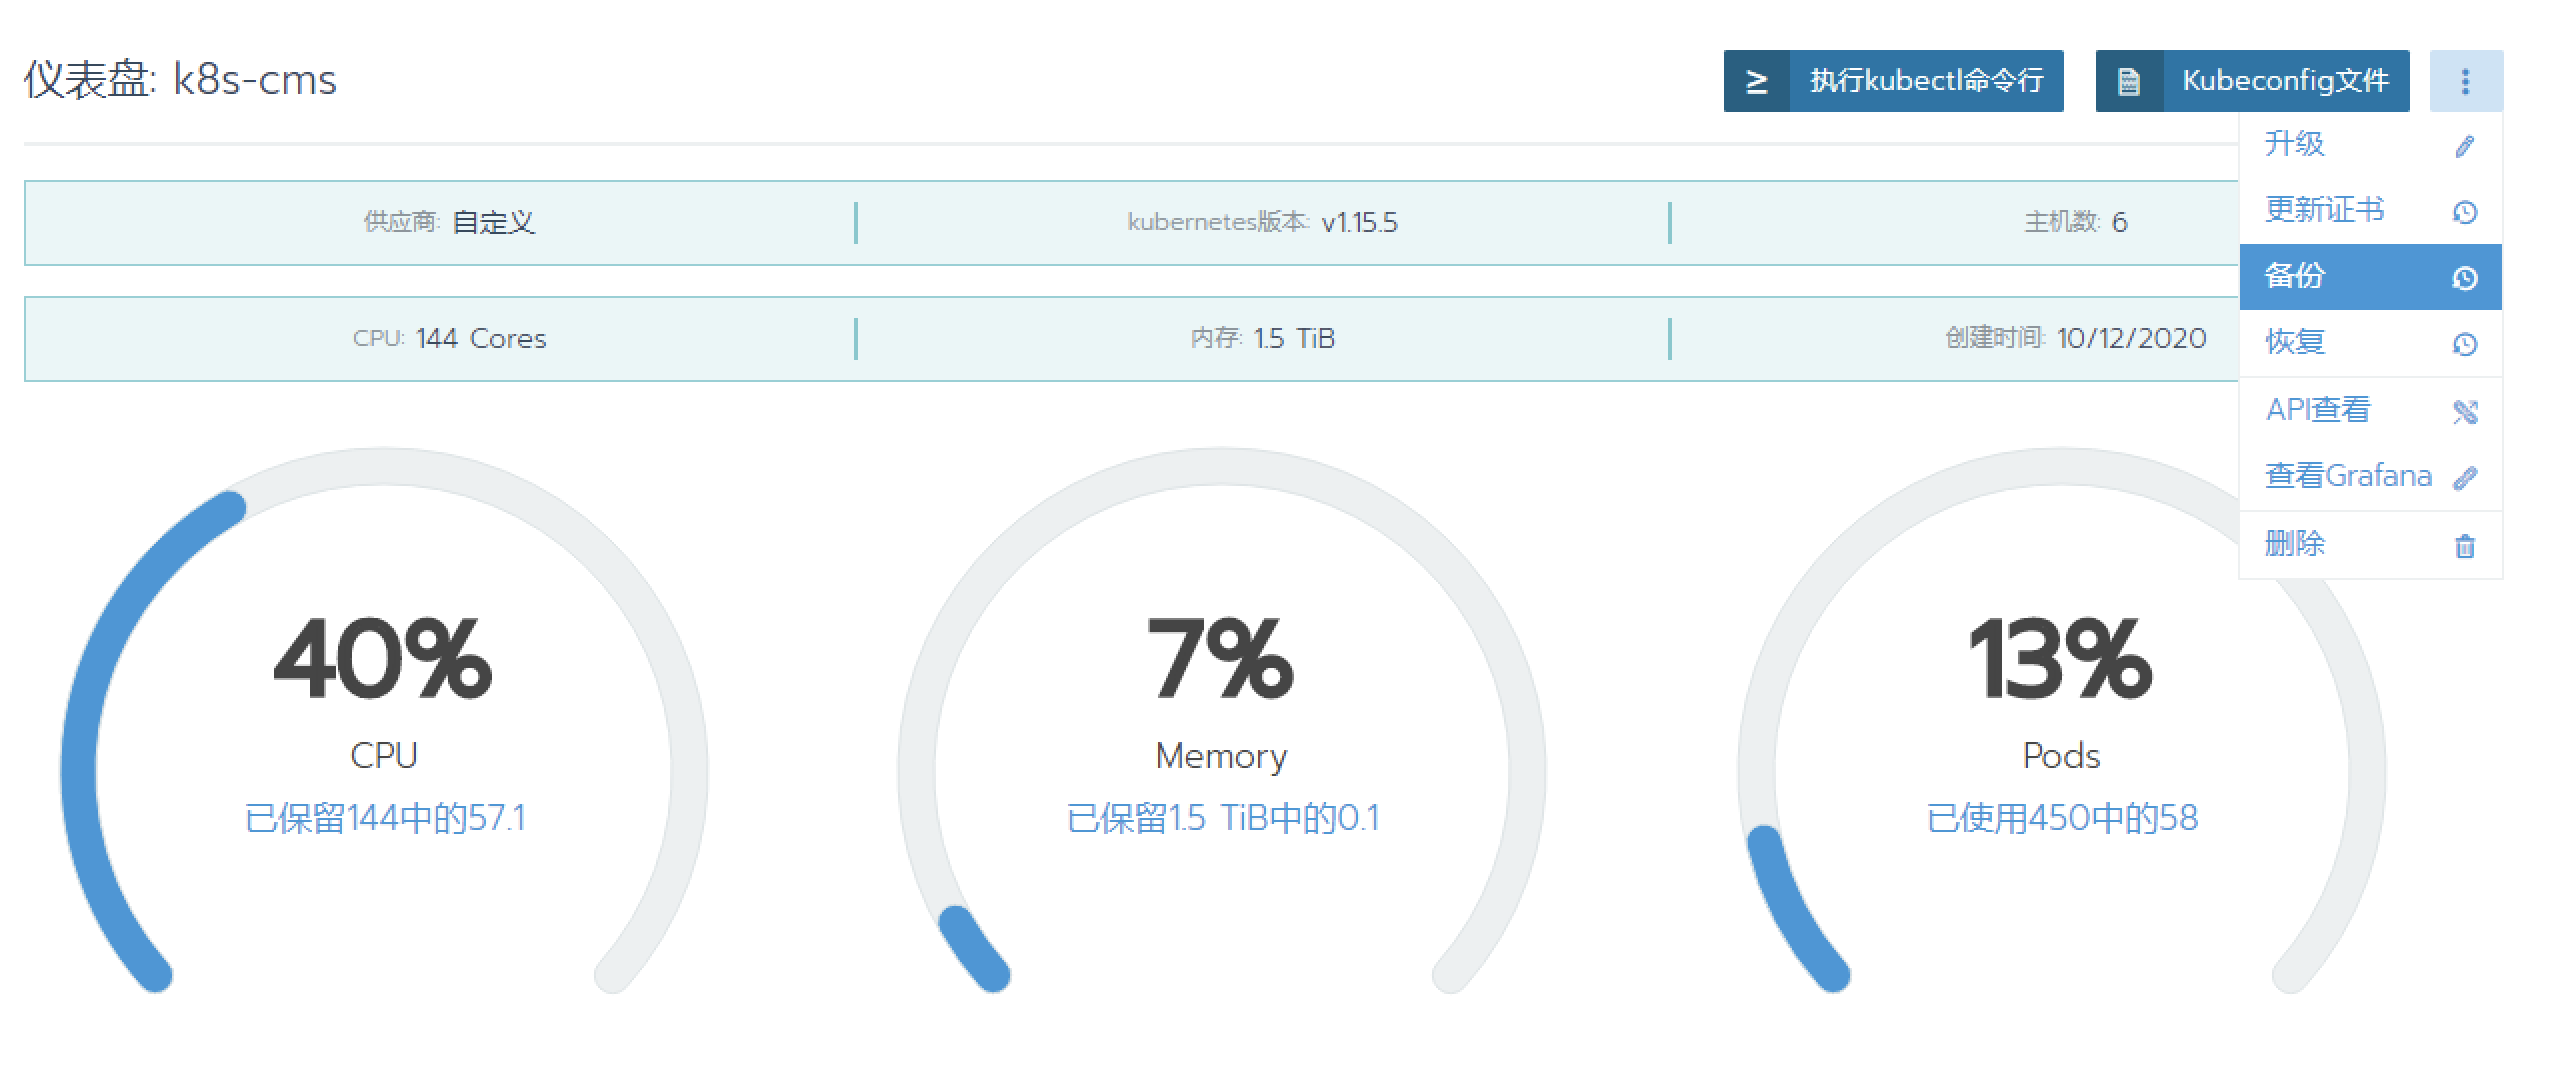 仪表盘: k8s-cms
执行kubectl命令行
Kubeconfig文件
升级
更新证书
备份
恢复
API查看
查看Grafana
删除
供应商: 自定义
kubernetes版本: v1.15.5
主机数: 6
CPU: 144 Cores
内存: 1.5 TiB
创建时间: 10/12/2020
40%
CPU
已保留144中的57.1
7%
Memory
已保留1.5 TiB中的0.1
13%
Pods
已使用450中的58